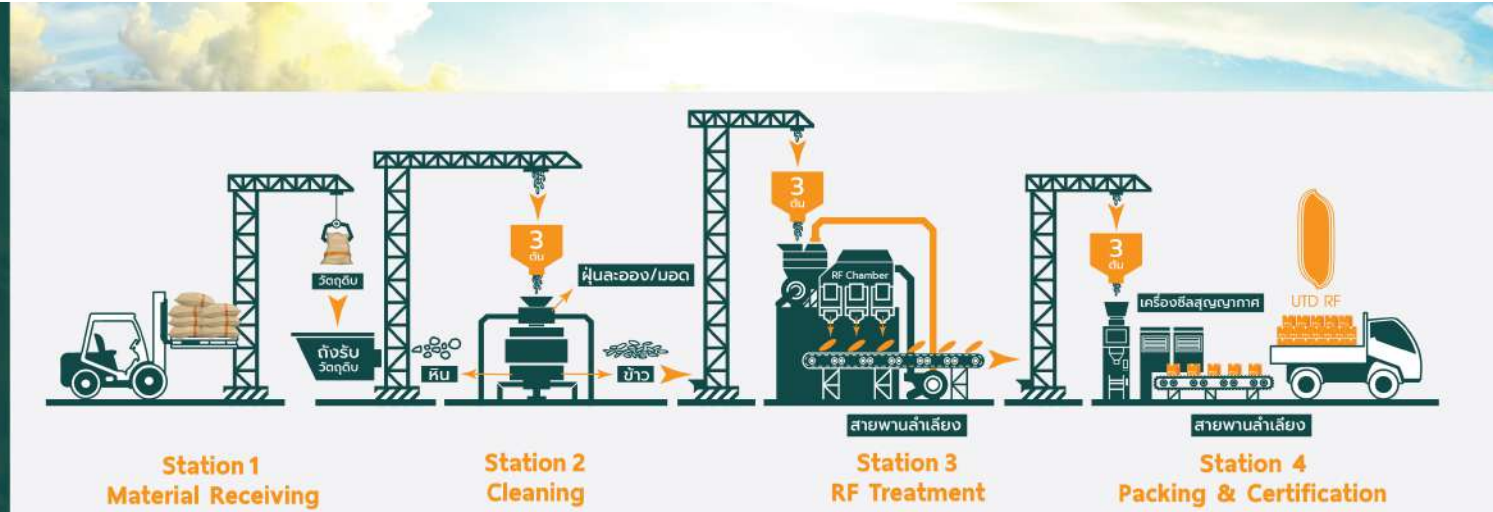 วัตถุดิบ
ถังรับ
วัตถุดิบ
Station 1
Material Receiving
3
ตัน
ฝุ่นละออง/มอด
หิน
ข้าว
Station 2
Cleaning
3
ตัน
RF Chamber
สายพานลำเลียง
Station 3
RF Treatment
3
ตัน
เครื่องซีลสุญญากาศ
UTD RF
สายพานลำเลียง
Station 4
Packing & Certification